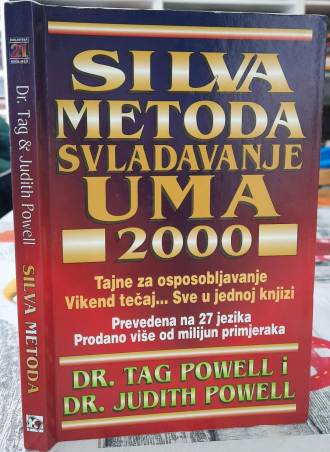 Dr. Tag & Judith Powell
SILVA METODA
SILVA
METODA
SVLADAVANJE
UMA
2000
Tajne za osposobljavanje
Vikend tečaj... Sve u jednoj knjizi
Prevedena na 27 jezika
Prodano više od milijun primjeraka
DR. TAG POWELL i
DR. JUDITH POWELL